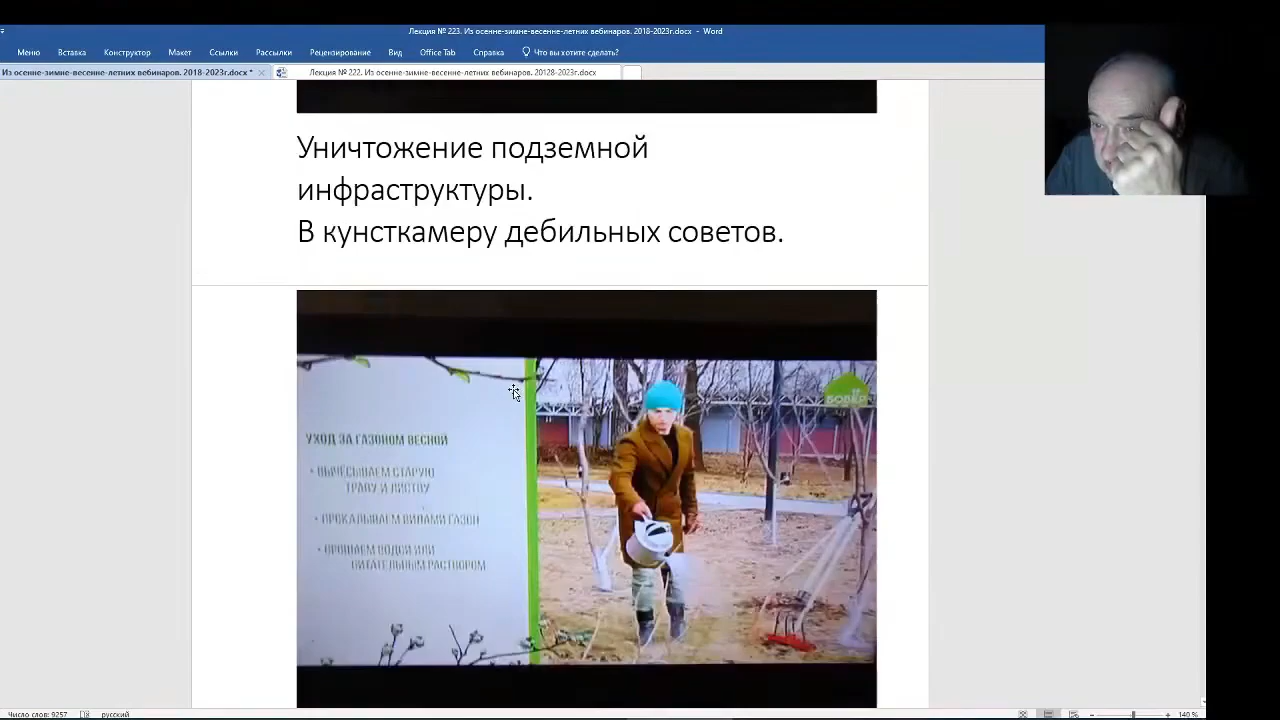 Лекция № 223. Из осенне-зимне-весенне-летних вебинаров. 2018-2023г.docx - Word
Меню Вставка Конструктор Макет Ссылки Рассылки Рецензирование Вид Office Tab Справка Что вы хотите сделать?
Из осенне-зимне-весенне-летних вебинаров. 2018-2023г.docx * Лекция № 222. Из осенне-зимне-весенне-летних вебинаров. 20128-2023г.docx
Уничтожение подземной
инфраструктуры.
В кунсткамеру дебильных советов.
БОБЁР
УХОД ЗА ГАЗОНОМ ВЕСНОЙ
• ВЫЧЁСЫВАЕМ СТАРУЮ
ТРАВУ И ЛИСТВУ
• ПРОКАЛЫВАЕМ ВИЛАМИ ГАЗОН
• ПРОЛИВАЕМ ВОДОЙ ИЛИ
ПИТАТЕЛЬНЫМ РАСТВОРОМ
Число слов: 9257 русский 140 %